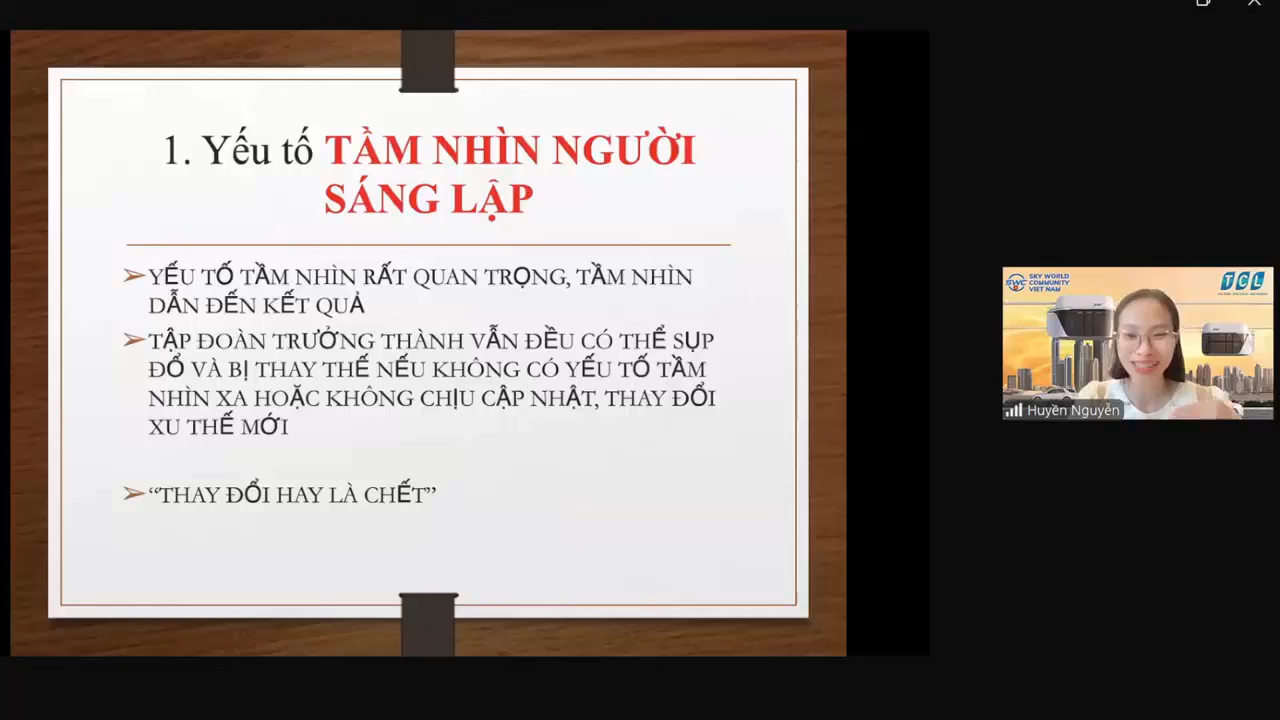 1. Yếu tố TẦM NHÌN NGƯỜI
SÁNG LẬP
➢YẾU TỐ TẦM NHÌN RẤT QUAN TRỌNG, TẦM NHÌN
DẪN ĐẾN KẾT QUẢ
➢TẬP ĐOÀN TRƯỞNG THÀNH VẪN ĐỀU CÓ THỂ SỤP
ĐỔ VÀ BỊ THAY THẾ NẾU KHÔNG CÓ YẾU TỐ TẦM
NHÌN XA HOẶC KHÔNG CHỊU CẬP NHẬT, THAY ĐỔI
XU THẾ MỚI
➢“THAY ĐỔI HAY LÀ CHẾT”
SWC
SKY WORLD
COMMUNITY
VIET NAM
TCL
Huyền Nguyễn